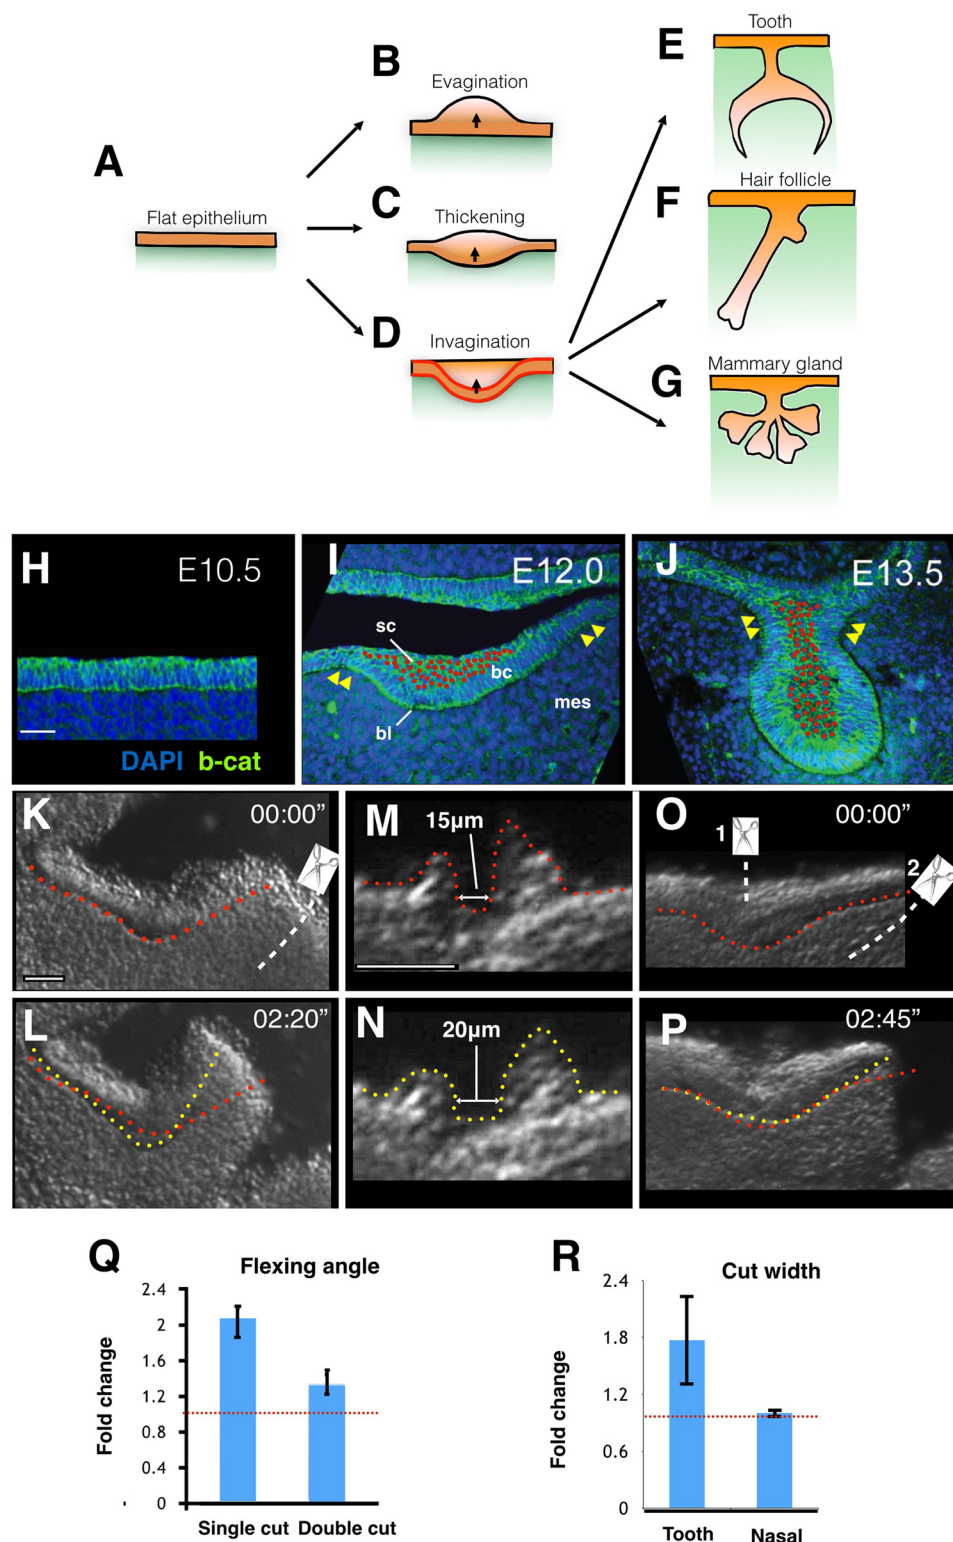 A
Flat epithelium
B
Evagination
C
Thickening
D
Invagination
E
Tooth
F
Hair follicle
G
Mammary gland
H
E10.5
DAPI b-cat
I
E12.0
sc
bc
bl
mes
J
E13.5
K
00:00”
M
15µm
O
00:00”
1
2
L
02:20”
N
20µm
P
02:45”
Q
Flexing angle
Fold change
2.4
2
1.6
1.2
0.8
0.4
0
Single cut Double cut
R
Cut width
Fold change
2.4
1.8
1.2
0.6
0
Tooth Nasal